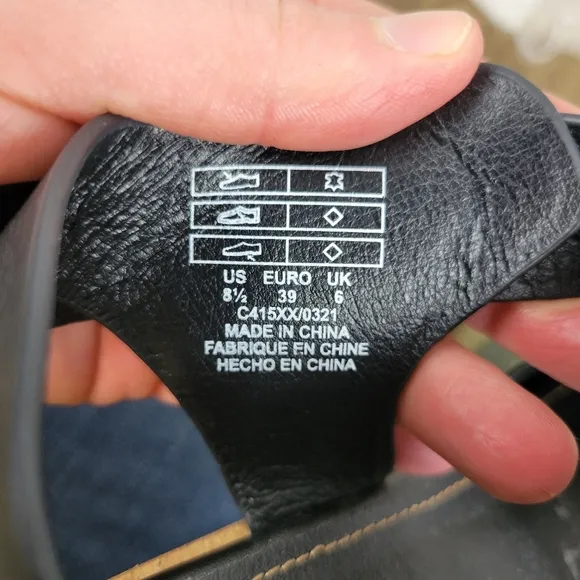 US EURO UK
8½ 39 6
C415XX/0321
MADE IN CHINA
FABRIQUE EN CHINE
HECHO EN CHINA